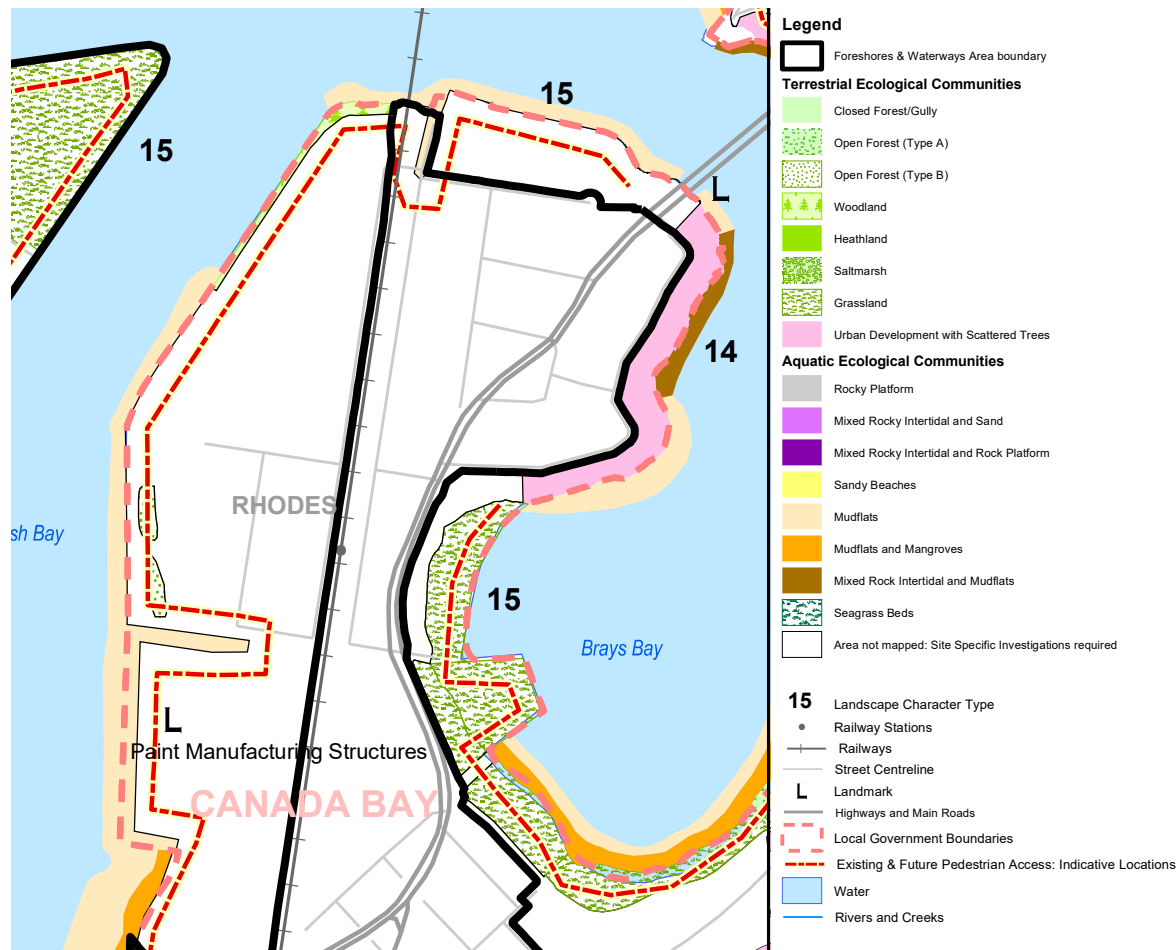 15
15
L
14
RHODES
sh Bay
15
Brays Bay
L
Paint Manufacturing Structures
CANADA BAY
Legend
Foreshores & Waterways Area boundary
Terrestrial Ecological Communities
Closed Forest/Gully
Open Forest (Type A)
Open Forest (Type B)
Woodland
Heathland
Saltmarsh
Grassland
Urban Development with Scattered Trees
Aquatic Ecological Communities
Rocky Platform
Mixed Rocky Intertidal and Sand
Mixed Rocky Intertidal and Rock Platform
Sandy Beaches
Mudflats
Mudflats and Mangroves
Mixed Rock Intertidal and Mudflats
Seagrass Beds
Area not mapped: Site Specific Investigations required
15 Landscape Character Type
Railway Stations
Railways
Street Centreline
L Landmark
Highways and Main Roads
Local Government Boundaries
Existing & Future Pedestrian Access: Indicative Locations
Water
Rivers and Creeks